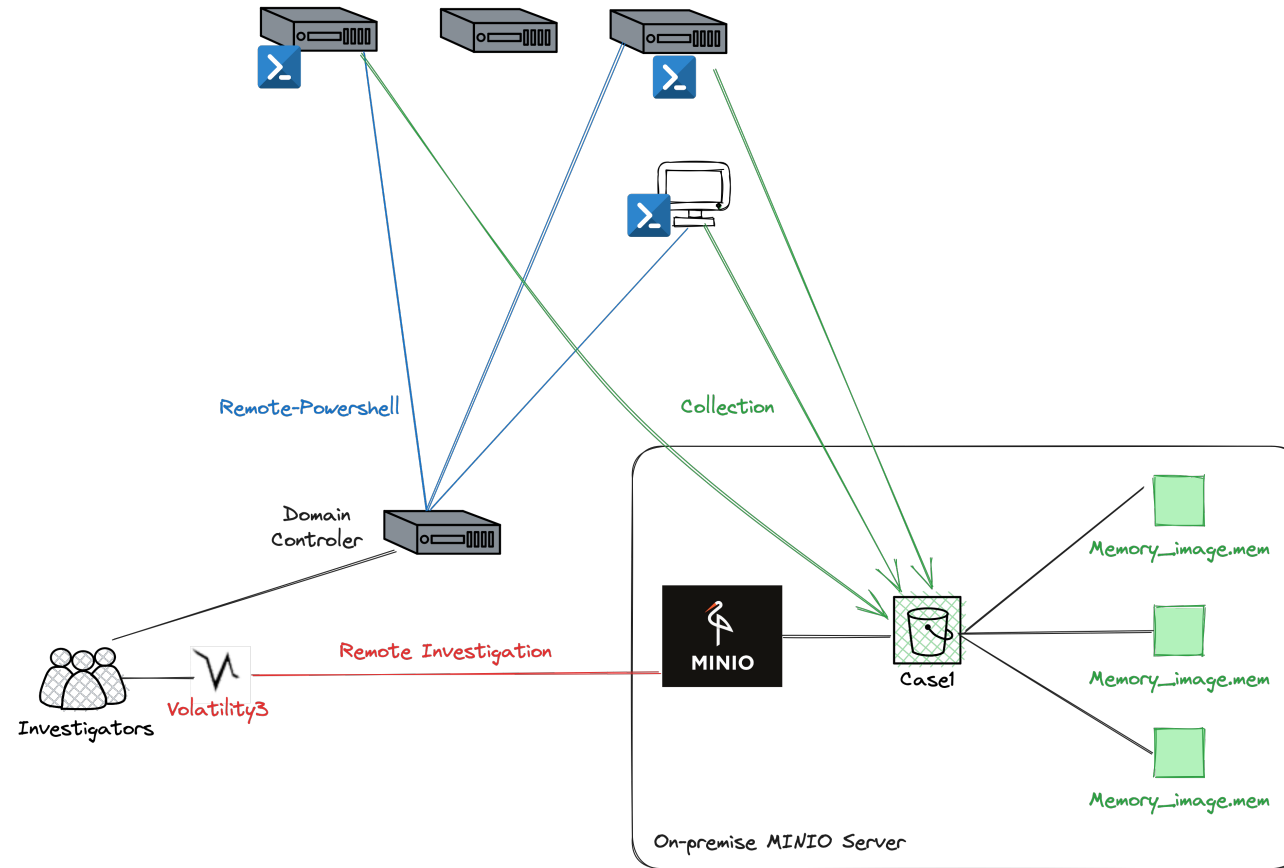 Remote-Powershell
Collection
Domain
Controler
Memory_image.mem
MINIO
Remote Investigation
Case1
Memory_image.mem
Volatility3
Investigators
Memory_image.mem
On-premise MINIO Server